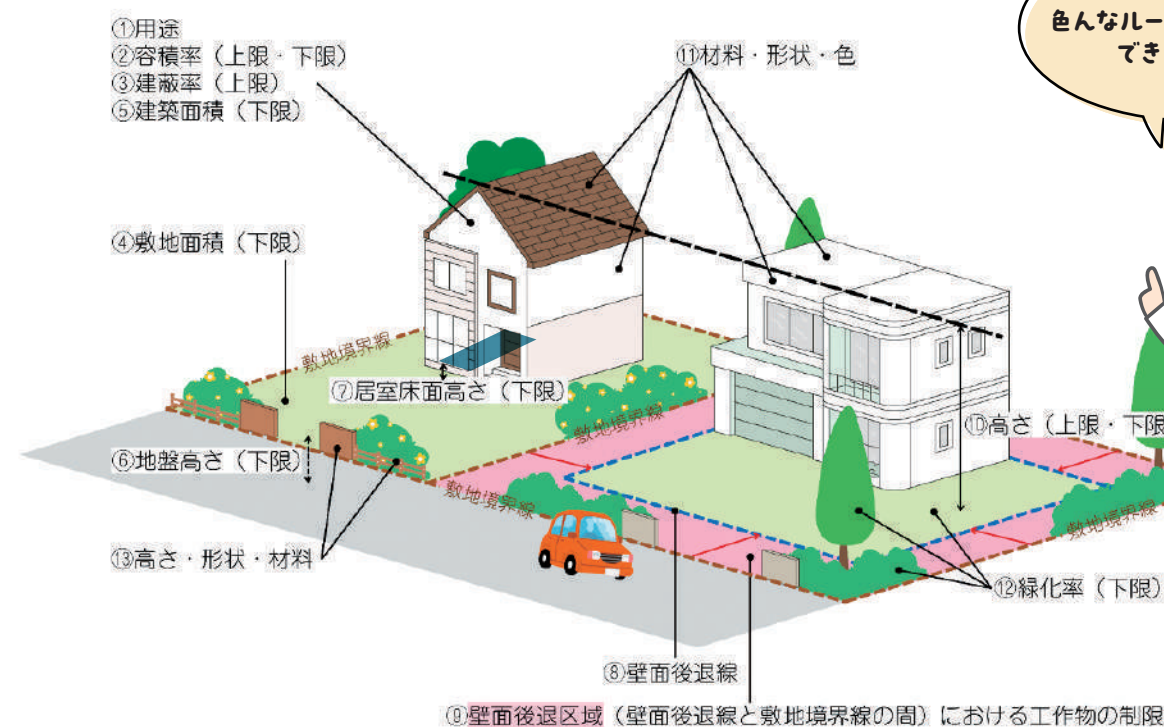 ①用途
②容積率（上限・下限）
③建蔽率（上限）
⑤建築面積（下限）
色んなルー
でき
⑪材料・形状・色
④敷地面積（下限）
敷地境界線
⑦居室床面高さ（下限）
敷地境界線
⑩高さ（上限・下限
⑥地盤高さ（下限）
敷地境界線
敷地境界線
⑬高さ・形状・材料
⑫緑化率（下限）
⑧壁面後退線
⑨壁面後退区域（壁面後退線と敷地境界線の間）における工作物の制限